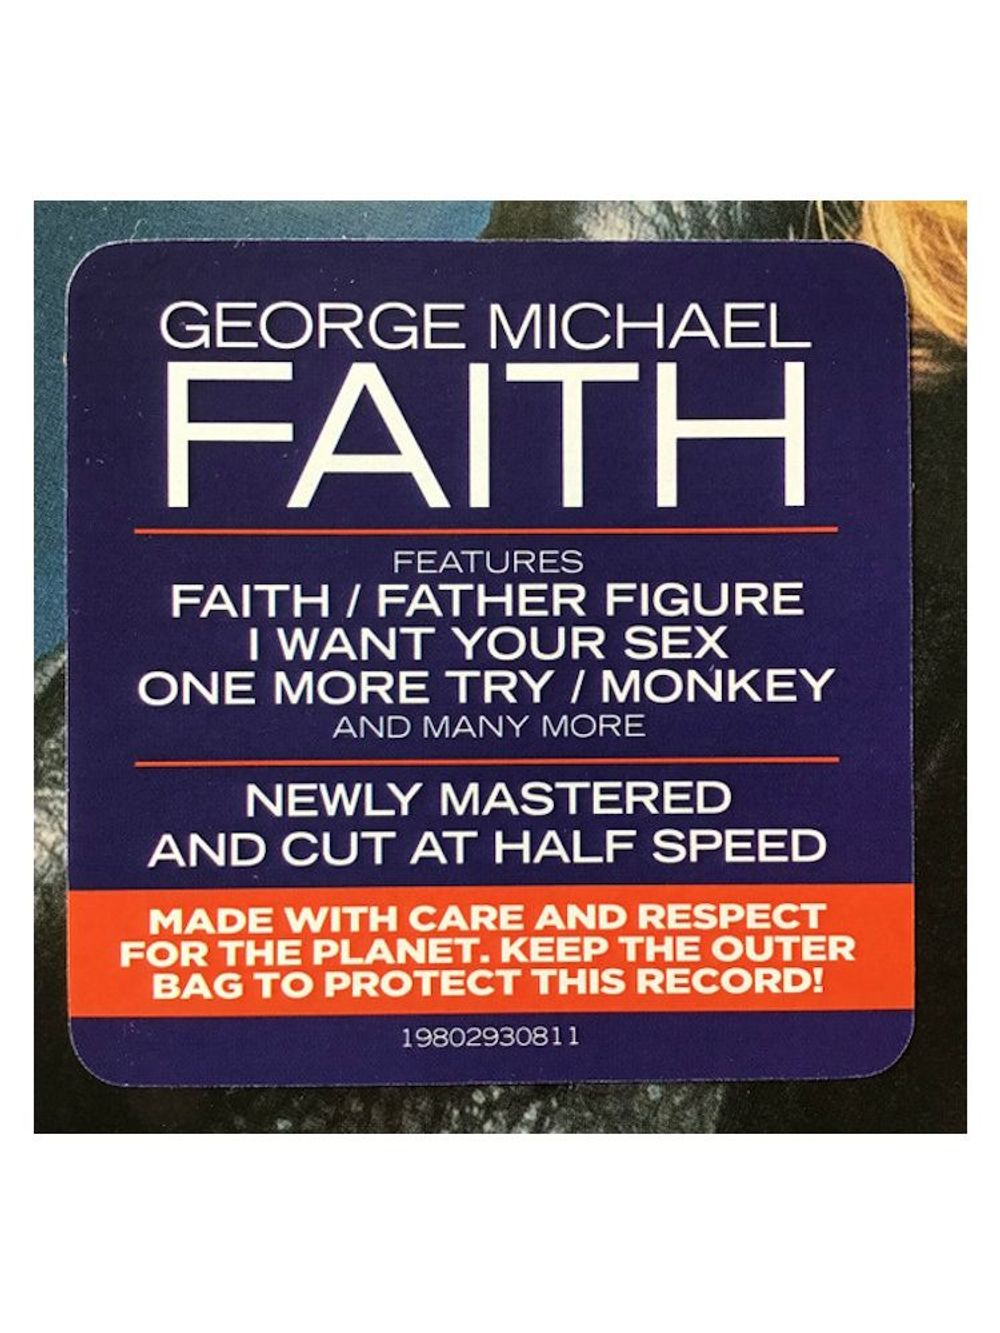 GEORGE MICHAEL
FAITH
FEATURES
FAITH / FATHER FIGURE
I WANT YOUR SEX
ONE MORE TRY / MONKEY
AND MANY MORE
NEWLY MASTERED
AND CUT AT HALF SPEED
MADE WITH CARE AND RESPECT
FOR THE PLANET. KEEP THE OUTER
BAG TO PROTECT THIS RECORD!
19802930811